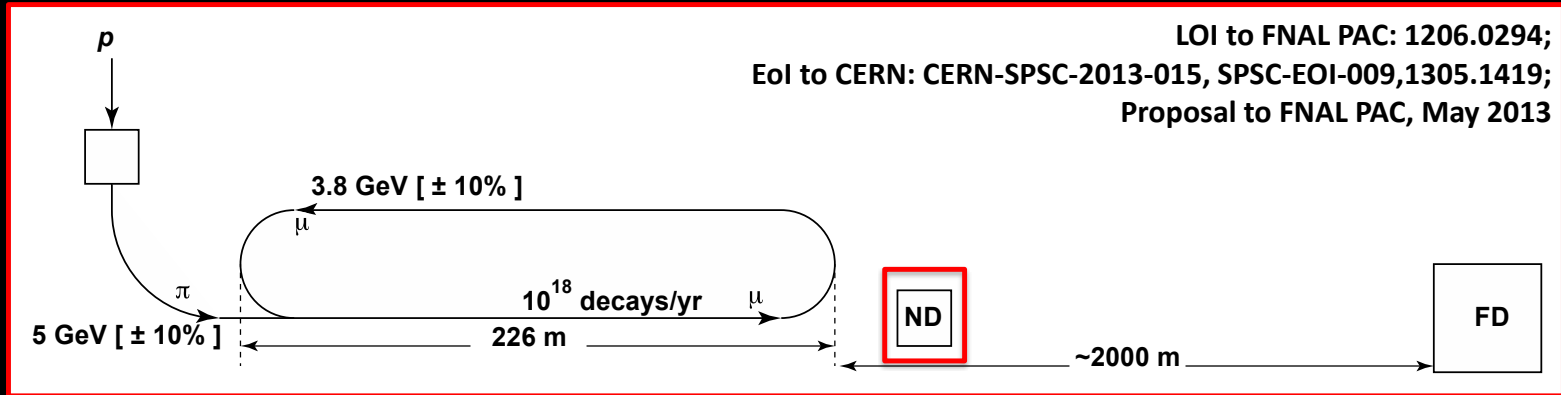 p
LOI to FNAL PAC: 1206.0294;
EoI to CERN: CERN-SPSC-2013-015, SPSC-EOI-009,1305.1419;
Proposal to FNAL PAC, May 2013
3.8 GeV [ ± 10% ]
μ
π
10^18 decays/yr
μ
5 GeV [ ± 10% ]
226 m
ND
~2000 m
FD